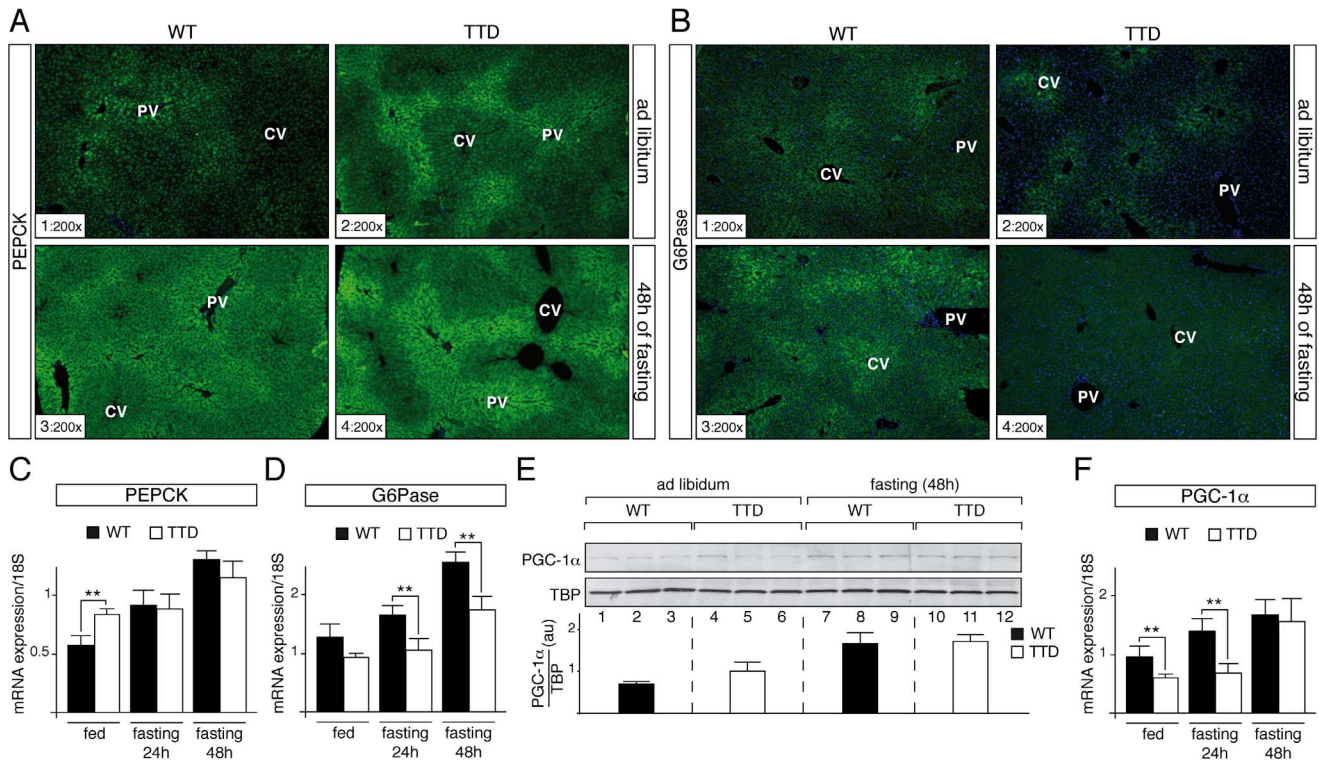 A
WT
TTD
PEPCK
PV
CV
1:200x
CV
PV
2:200x
ad libitum
PV
CV
3:200x
CV
PV
4:200x
48h of fasting
B
WT
TTD
G6Pase
CV
PV
1:200x
CV
PV
2:200x
ad libitum
PV
CV
3:200x
CV
PV
4:200x
48h of fasting
C
PEPCK
WT TTD
mRNA expression/18S
1
0.5
**
fed fasting fasting
24h 48h
D
G6Pase
WT TTD
2
1
** **
fed fasting fasting
24h 48h
E
ad libidum fasting (48h)
WT TTD WT TTD
PGC-1α
TBP
1 2 3 4 5 6 7 8 9 10 11 12
PGC-1α
TBP
(au)
2
1
WT
TTD
F
PGC-1α
WT TTD
mRNA expression/18S
2
1
** **
fed fasting fasting
24h 48h